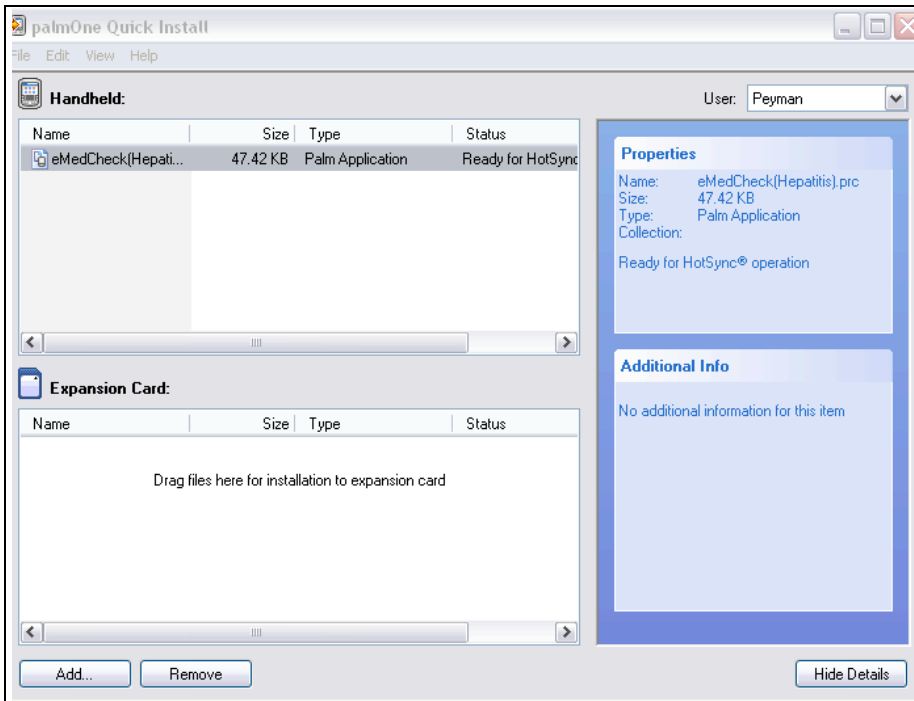 palmOne Quick Install
File Edit View Help
Handheld:
User: Peyman
Name Size Type Status
eMedCheck(Hepati... 47.42 KB Palm Application Ready for HotSync
Properties
Name: eMedCheck(Hepatitis).prc
Size: 47.42 KB
Type: Palm Application
Collection:
Ready for HotSync® operation
Expansion Card:
Name Size Type Status
Drag files here for installation to expansion card
Additional Info
No additional information for this item
Add... Remove Hide Details